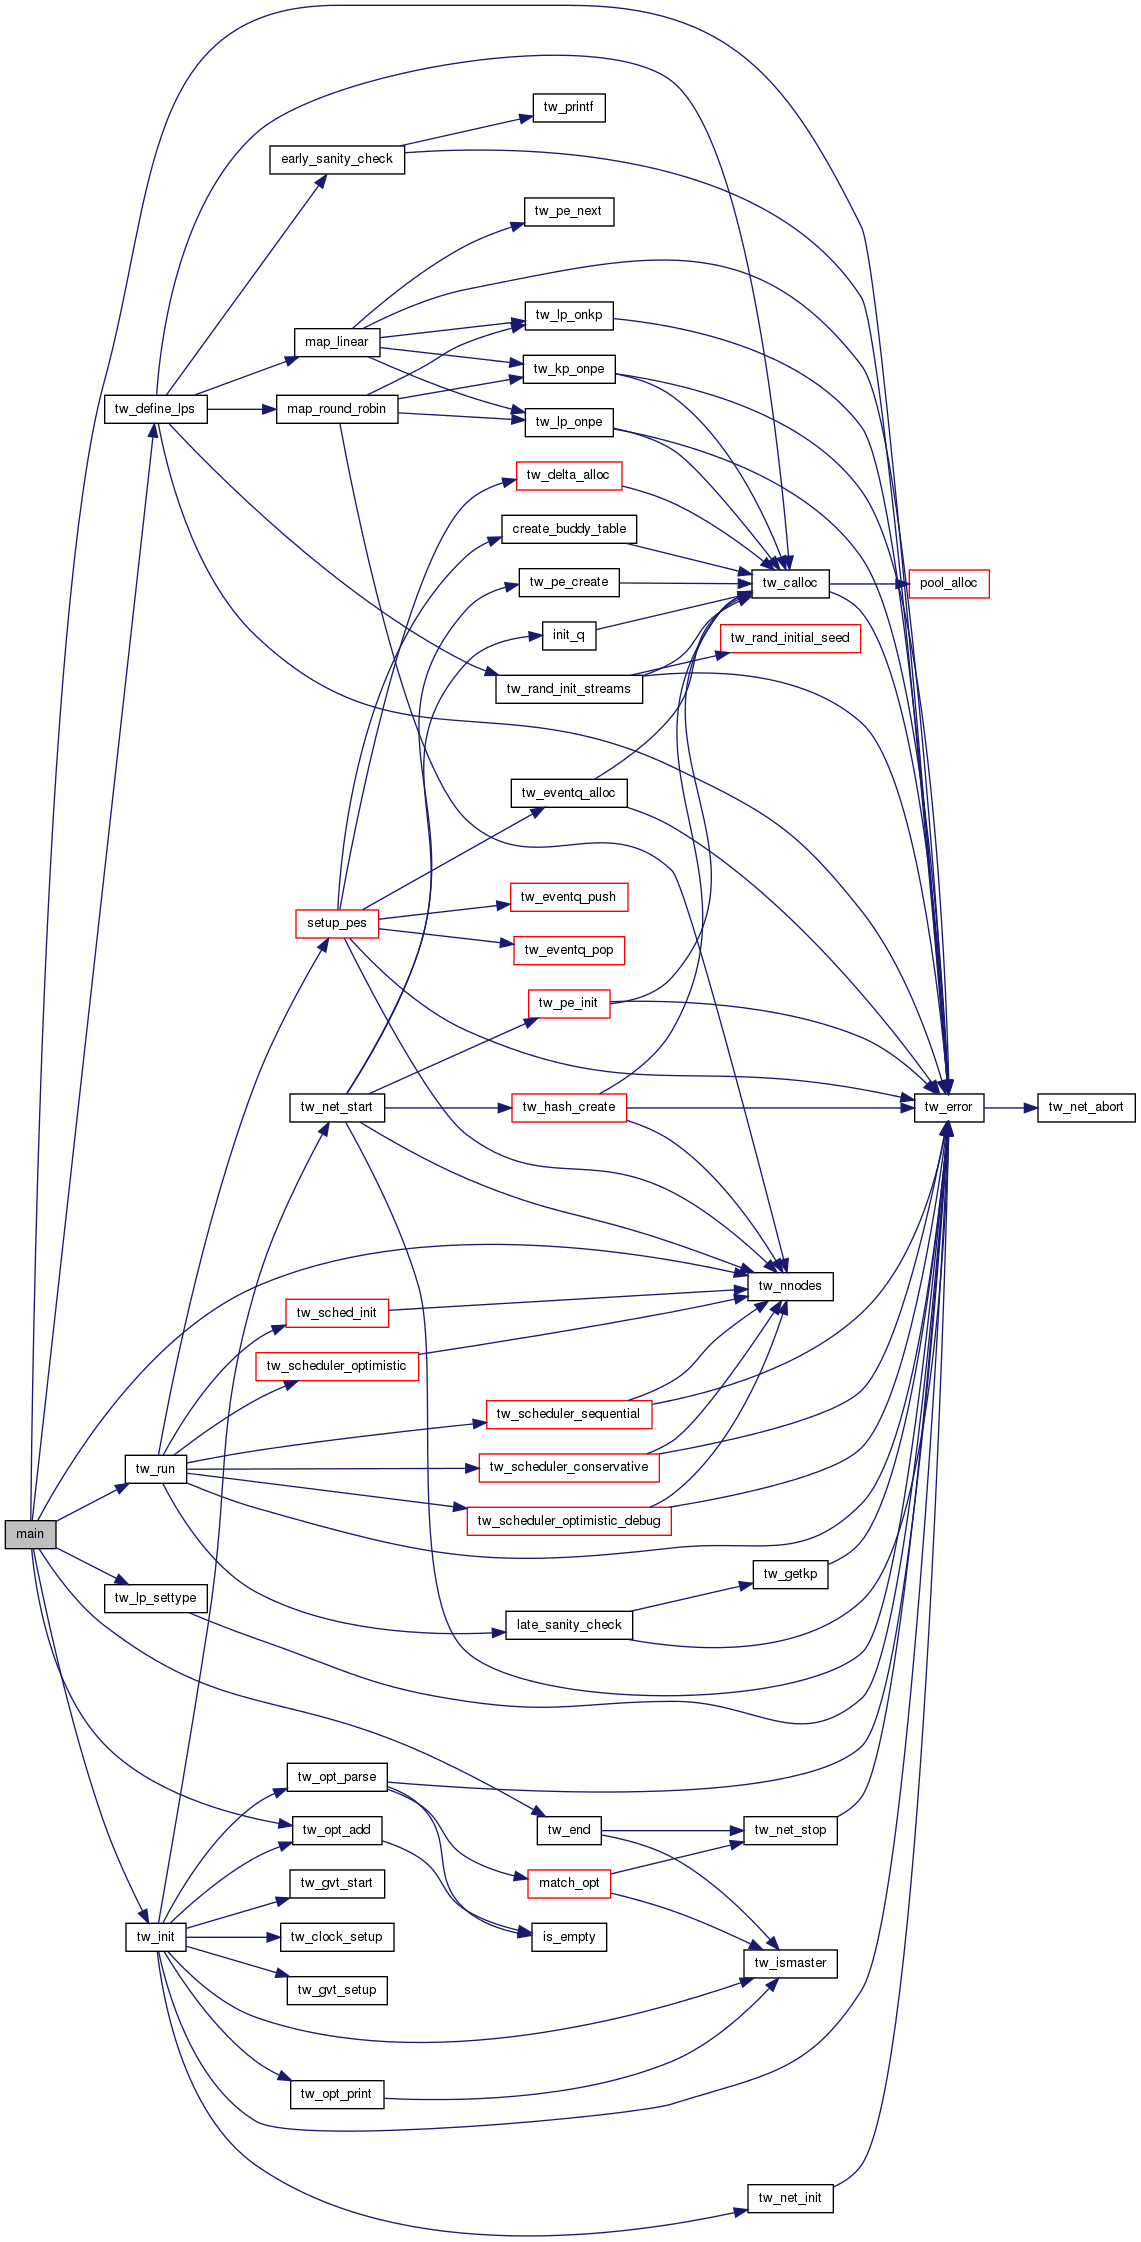 tw_printf
early_sanity_check
tw_pe_next
tw_lp_onkp
map_linear
tw_kp_onpe
tw_define_lps
map_round_robin
tw_lp_onpe
tw_delta_alloc
create_buddy_table
tw_pe_create
tw_calloc
pool_alloc
init_q
tw_rand_initial_seed
tw_rand_init_streams
tw_eventq_alloc
tw_eventq_push
setup_pes
tw_eventq_pop
tw_pe_init
tw_net_start
tw_hash_create
tw_error
tw_net_abort
tw_nnodes
tw_sched_init
tw_scheduler_optimistic
tw_scheduler_sequential
tw_run
tw_scheduler_conservative
tw_scheduler_optimistic_debug
main
tw_getkp
tw_lp_settype
late_sanity_check
tw_opt_parse
tw_opt_add
tw_end
tw_net_stop
tw_gvt_start
match_opt
tw_init
tw_clock_setup
is_empty
tw_ismaster
tw_gvt_setup
tw_opt_print
tw_net_init